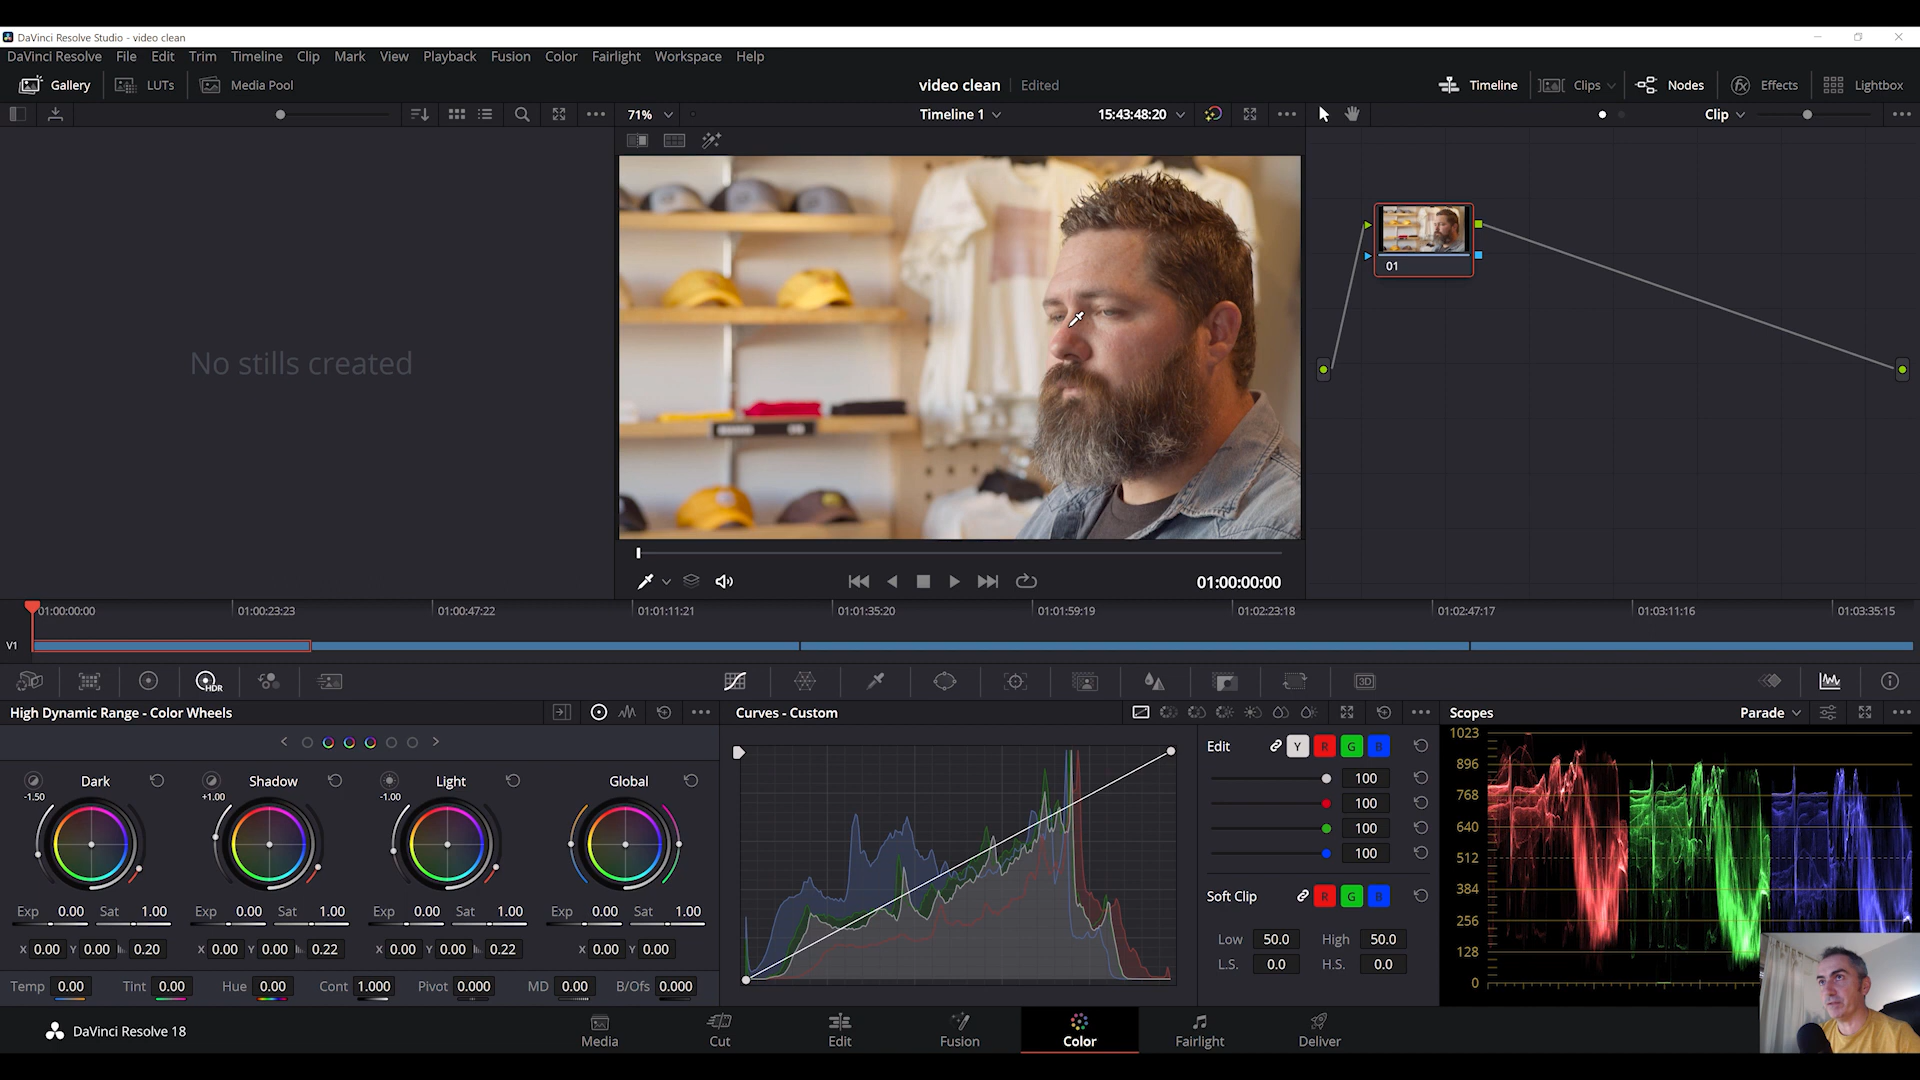 DaVinci Resolve Studio - video clean
DaVinci Resolve File Edit Trim Timeline Clip Mark View Playback Fusion Color Fairlight Workspace Help
Gallery LUTs Media Pool video clean Edited Timeline Clips Nodes Effects Lightbox
71% Timeline 1 15:43:48:20 Clip
No stills created
01
01:00:00:00
01:00:00:00 01:00:23:23 01:00:47:22 01:01:11:21 01:01:35:20 01:01:59:19 01:02:23:18 01:02:47:17 01:03:11:16 01:03:35:15
V1
HDR 3D
High Dynamic Range - Color Wheels Curves - Custom Scopes Parade
Dark Shadow Light Global
-1.50 +1.00 -1.00
Exp 0.00 Sat 1.00 Exp 0.00 Sat 1.00 Exp 0.00 Sat 1.00 Exp 0.00 Sat 1.00
X 0.00 Y 0.00 0.20 X 0.00 Y 0.00 0.22 X 0.00 Y 0.00 0.22 X 0.00 Y 0.00
Temp 0.00 Tint 0.00 Hue 0.00 Cont 1.000 Pivot 0.000 MD 0.00 B/Ofs 0.000
Edit Y R G B
100
100
100
100
Soft Clip R G B
Low 50.0 High 50.0
L.S. 0.0 H.S. 0.0
1023
896
768
640
512
384
256
128
0
DaVinci Resolve 18 Media Cut Edit Fusion Color Fairlight Deliver